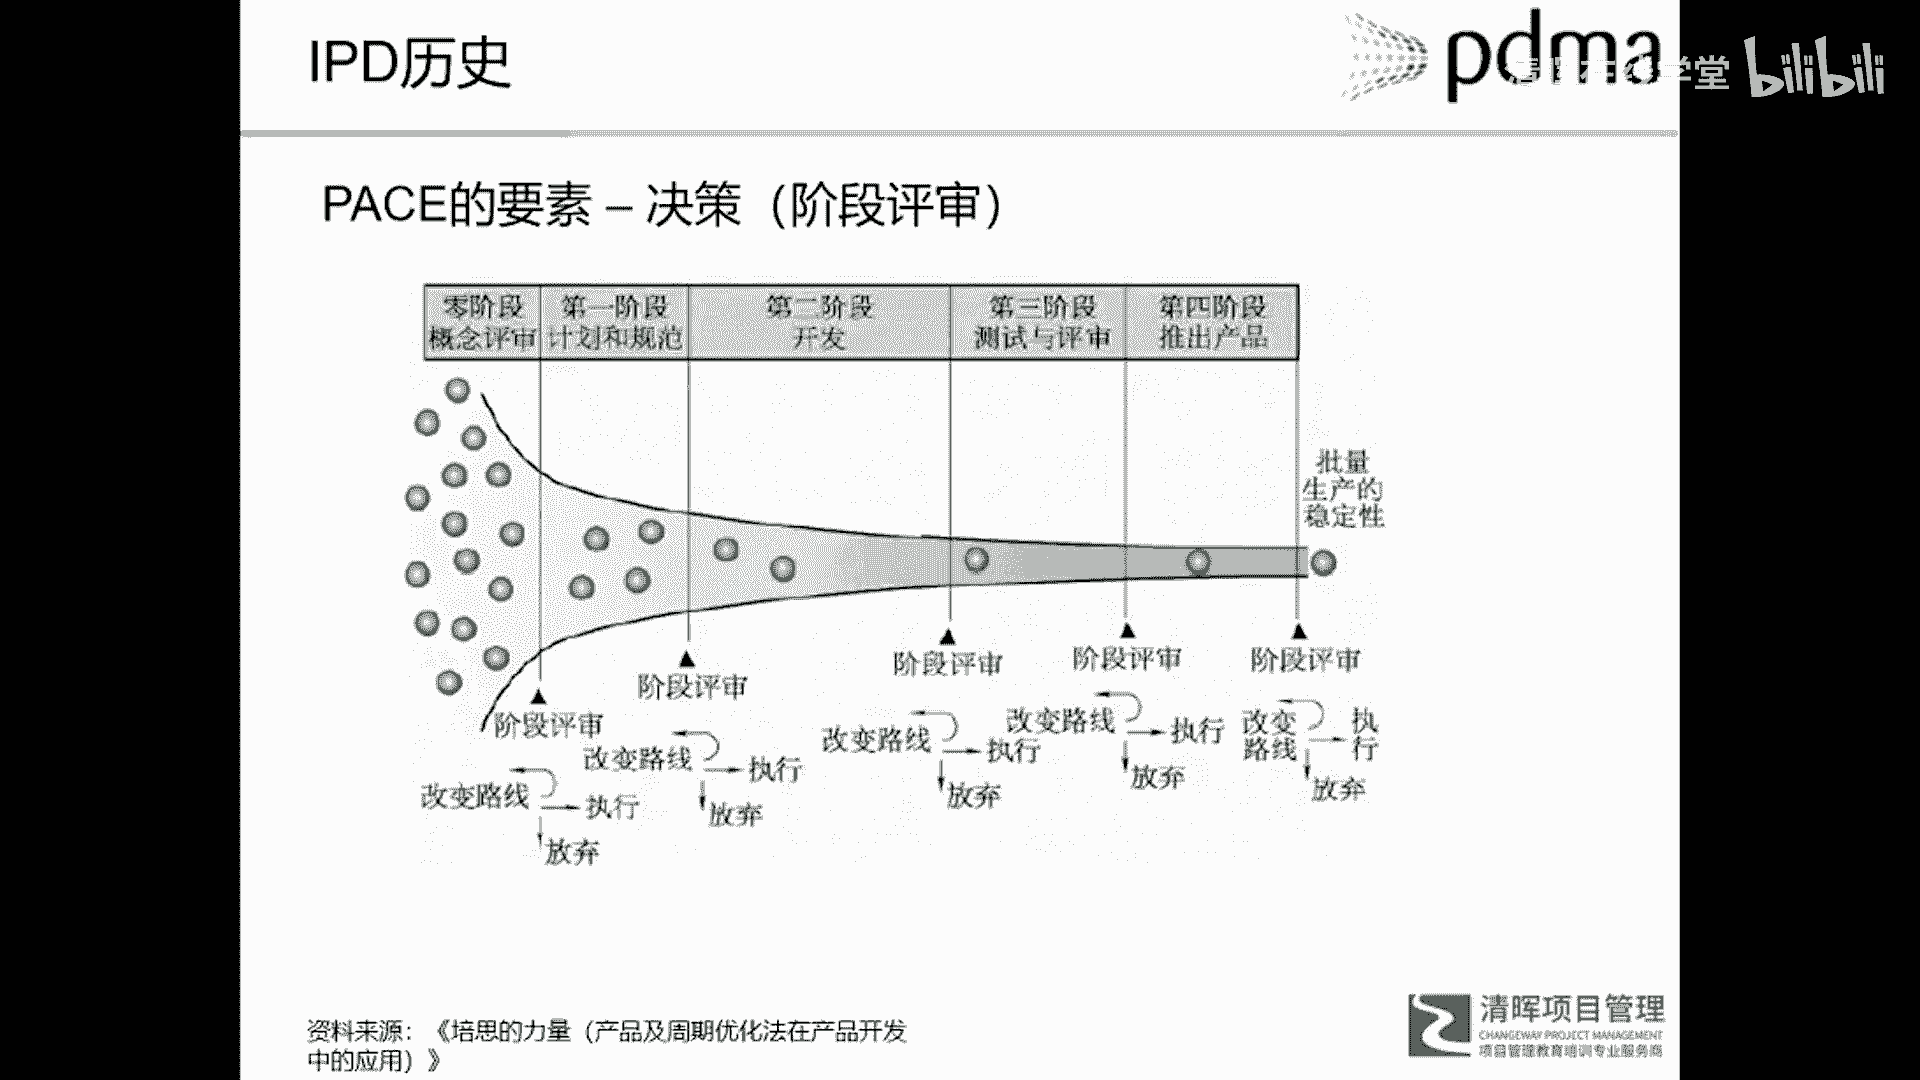 IPD历史
pdma
清晖在线学堂 bilibili
PACE的要素 – 决策（阶段评审）
零阶段
概念评审
第一阶段
计划和规范
第二阶段
开发
第三阶段
测试与评审
第四阶段
推出产品
批量
生产的
稳定性
阶段评审
改变路线
执行
放弃
阶段评审
改变路线
执行
放弃
阶段评审
改变路线
执行
放弃
阶段评审
改变路线
执行
放弃
阶段评审
改变
路线
执
行
放弃
资料来源：《培思的力量（产品及周期优化法在产品开发
中的应用）》
清晖项目管理
CHANGEWAY PROJECT MANAGEMENT
项目管理教育培训专业服务商